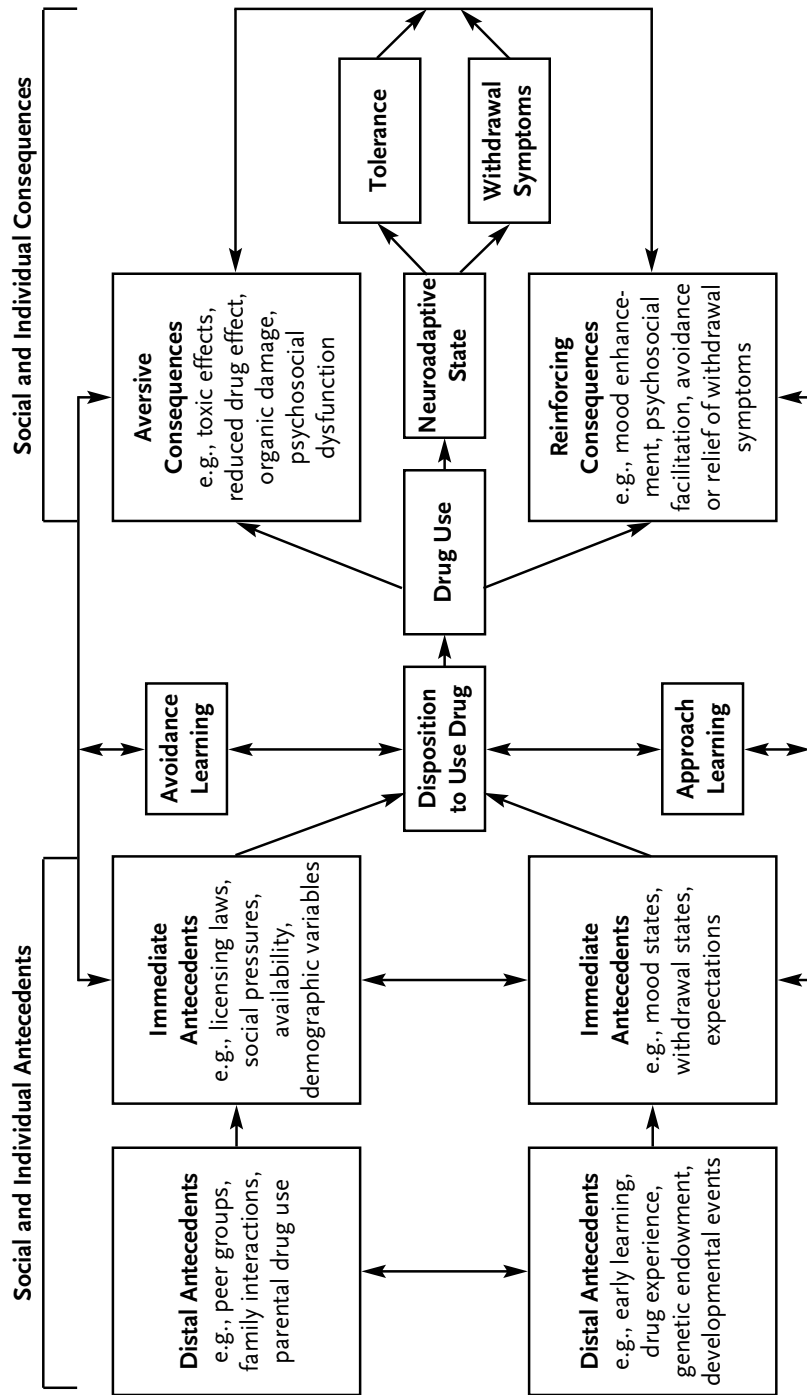 Social and Individual Antecedents
Social and Individual Consequences
Distal Antecedents
e.g., peer groups,
family interactions,
parental drug use
Immediate
Antecedents
e.g., licensing laws,
social pressures,
availability,
demographic variables
Avoidance
Learning
Aversive
Consequences
e.g., toxic effects,
reduced drug effect,
organic damage,
psychosocial
dysfunction
Disposition
to Use Drug
Drug Use
Neuroadaptive
State
Tolerance
Withdrawal
Symptoms
Distal Antecedents
e.g., early learning,
drug experience,
genetic endowment,
developmental events
Immediate
Antecedents
e.g., mood states,
withdrawal states,
expectations
Approach
Learning
Reinforcing
Consequences
e.g., mood enhance-
ment, psychosocial
facilitation, avoidance
or relief of withdrawal
symptoms